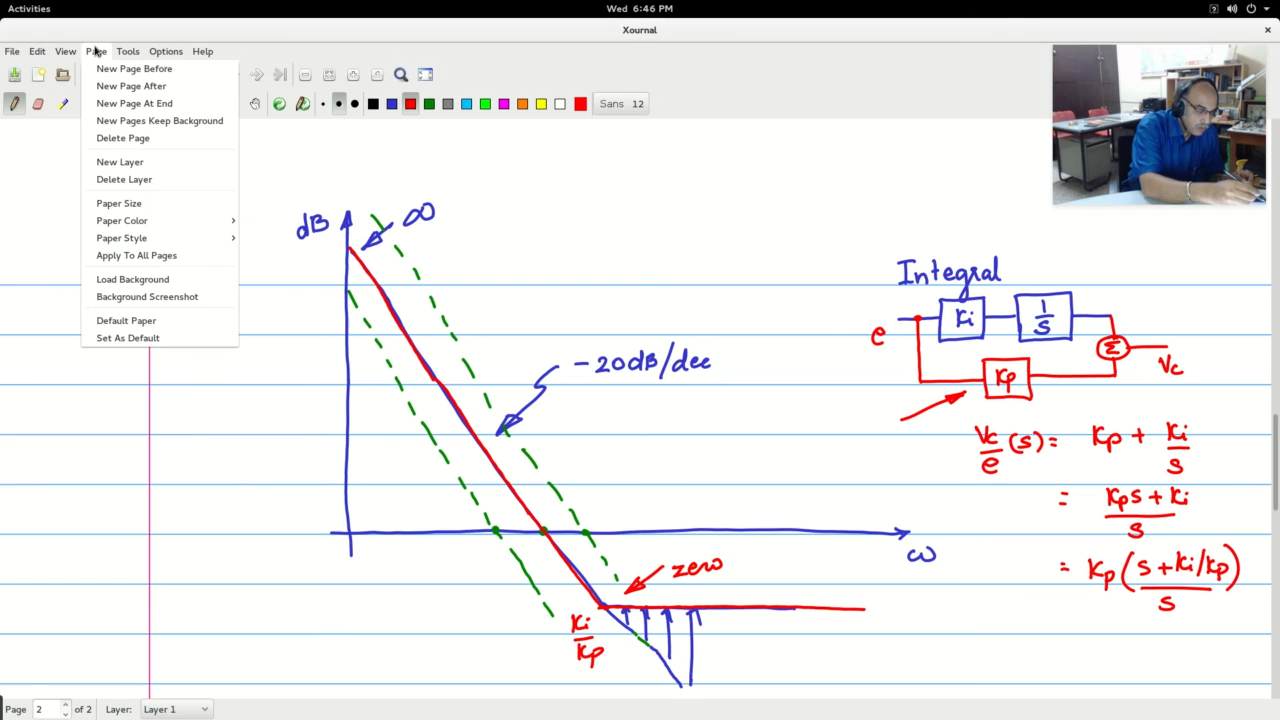 Activities
Wed 6:46 PM
Xournal
File Edit View Page Tools Options Help
New Page Before
New Page After
New Page At End
New Pages Keep Background
Delete Page
New Layer
Delete Layer
Paper Size
Paper Color
Paper Style
Apply To All Pages
Load Background
Background Screenshot
Default Paper
Set As Default
Sans 12
dB
∞
-20dB/dec
ω
zero
Ki/Kp
Integral
e
Ki
1/s
Σ
Kp
Vc
Vc/e (s) = Kp + Ki/s
= Kps+Ki/s
= Kp(s+Ki/Kp/s)
Page 2 of 2 Layer: Layer 1